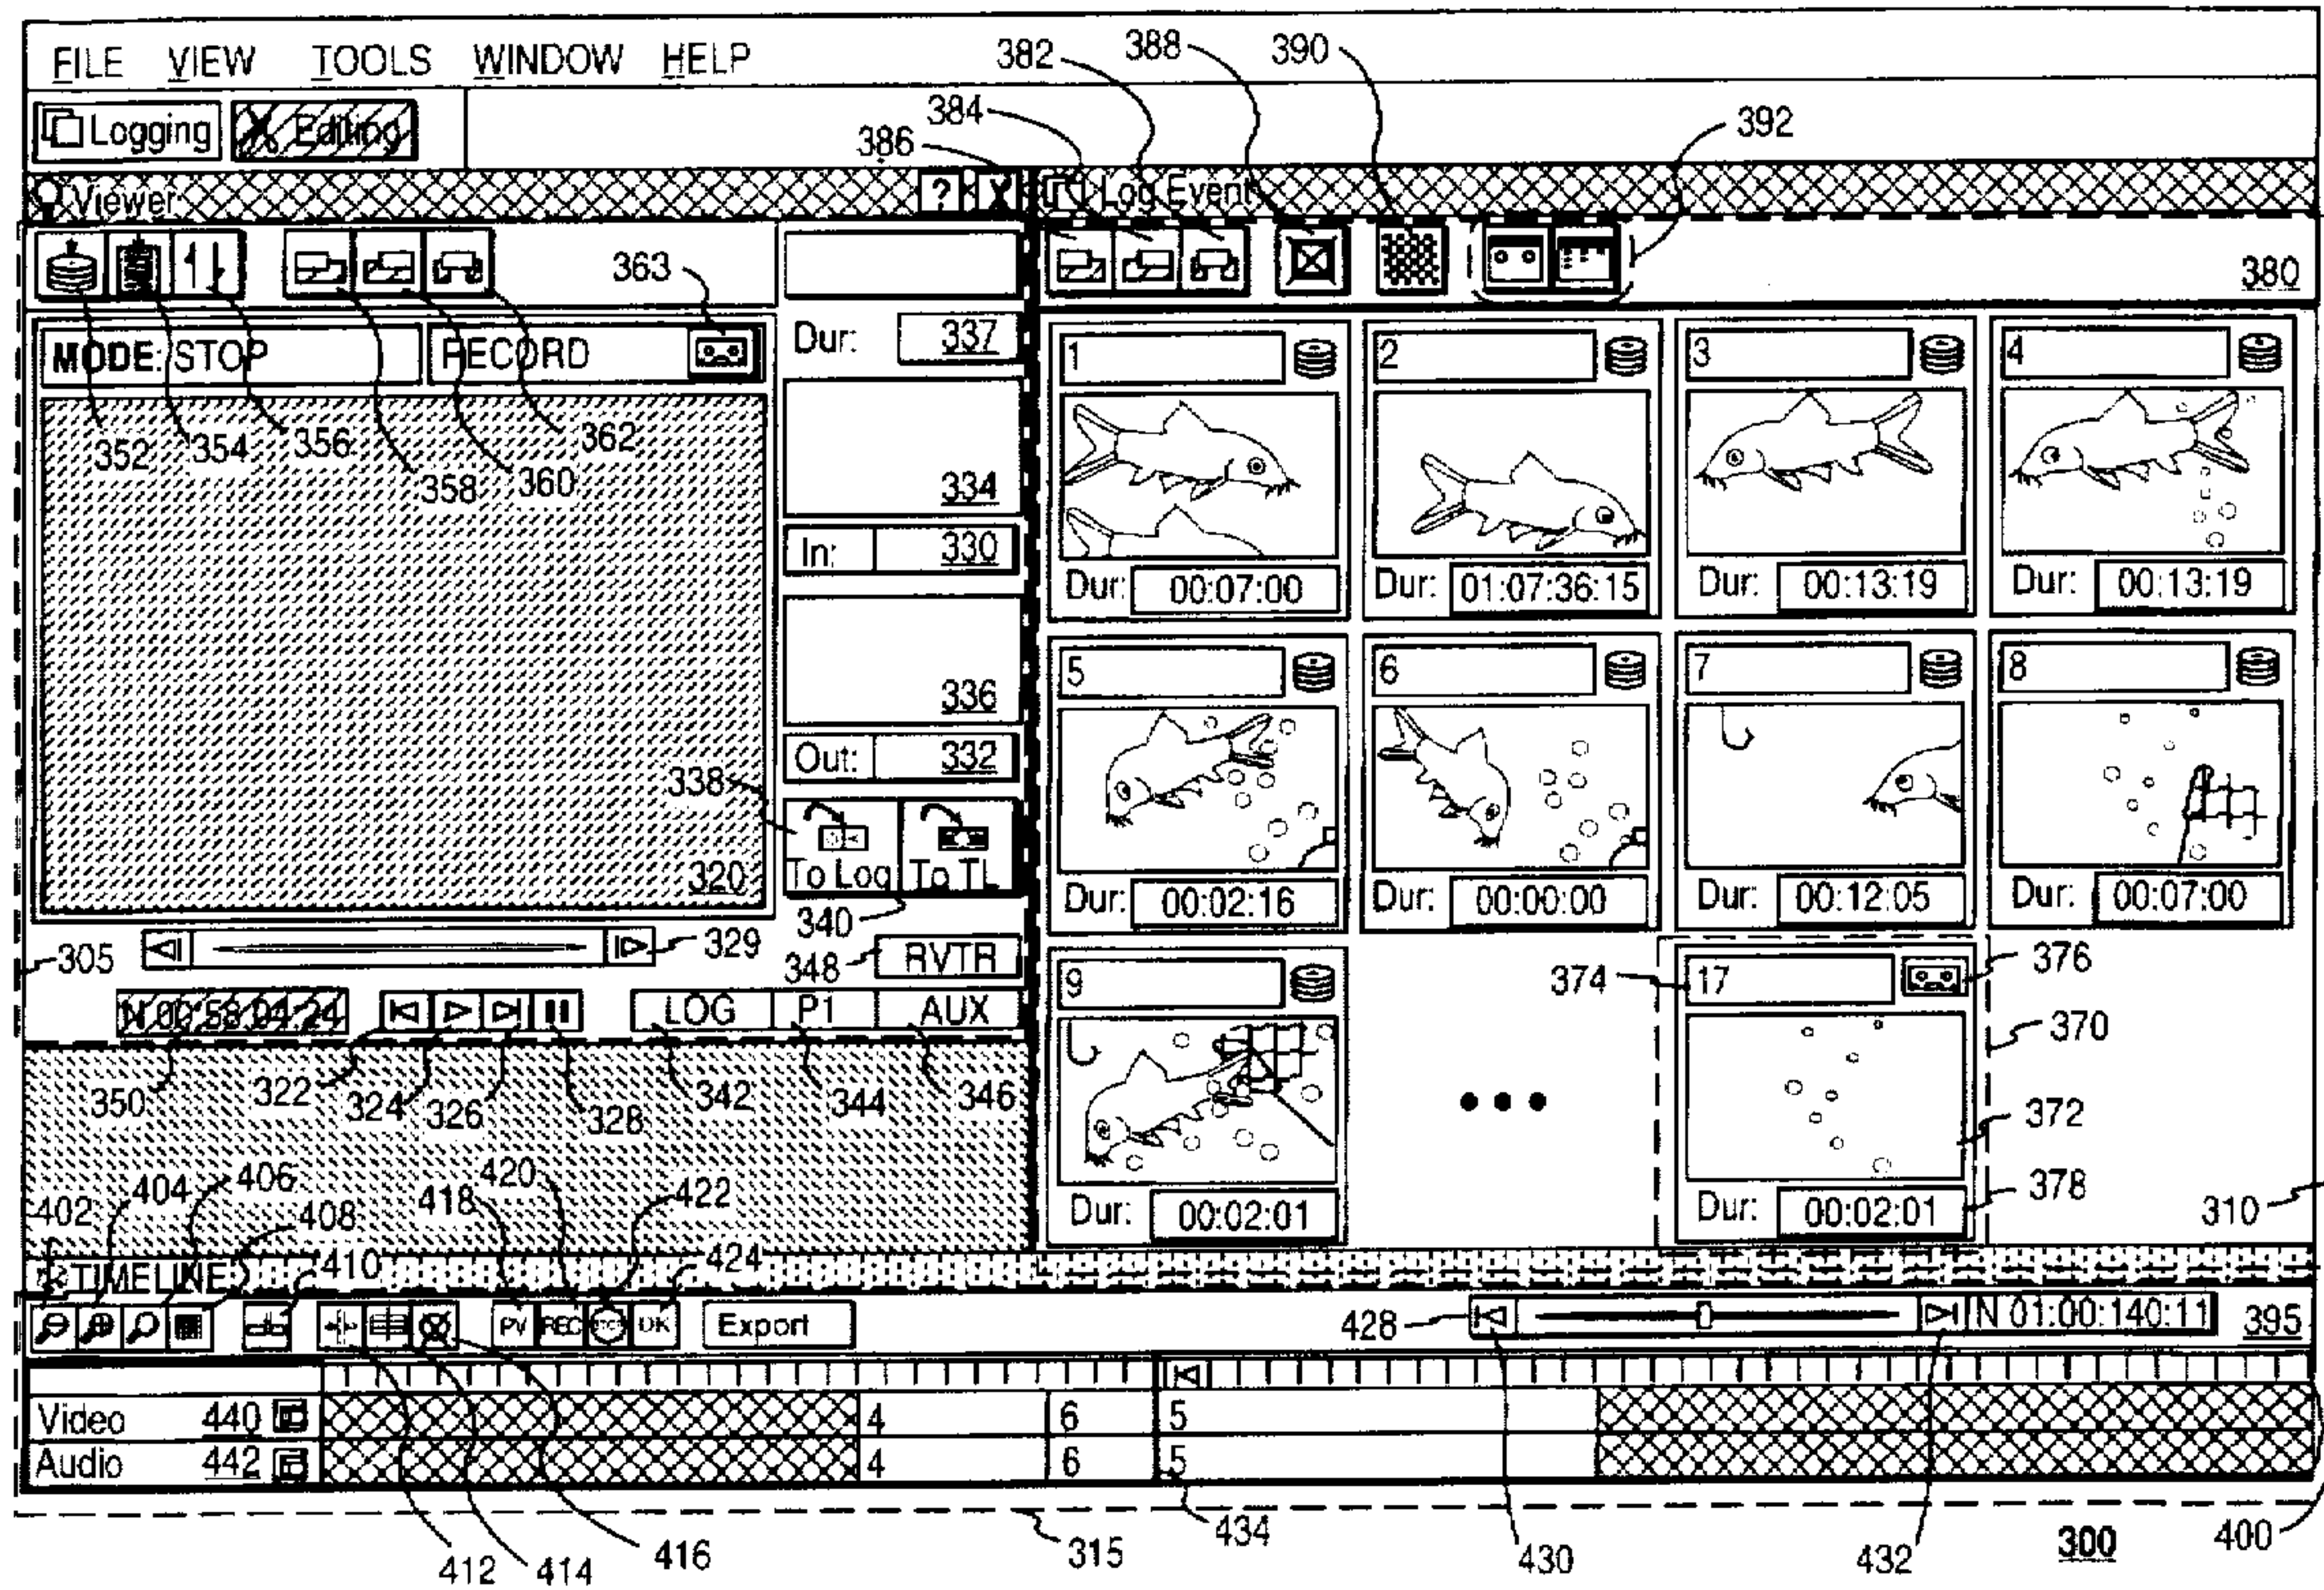 FILE VIEW TOOLS WINDOW HELP
382 388 390
384
Logging Editing
386 392
Viewer ? X Log Event
363
380
MODE: STOP RECORD
Dur: 337
1 2 3 4
352 354 356 362
358 360
334
In: 330
Dur: 00:07:00 Dur: 01:07:36:15 Dur: 00:13:19 Dur: 00:13:19
5 6 7 8
336
Out: 332
338
To Log To TL
320
Dur: 00:02:16 Dur: 00:00:00 Dur: 00:12:05 Dur: 00:07:00
340
305 329 348 RVTR
9 374 17 376
N 00:58:04:24 LOG P1 AUX
370
350 322 324 326 328 342 344 346
372
402 404 406 418 420 422
408 378
Dur: 00:02:01 Dur: 00:02:01
310
410 424
TIMELINE
PV REC STOP OK Export
428 N 01:00:140:11 395
Video 440 4 6 5
Audio 442 4 6 5
412 414 416 315 434 430 432 300 400